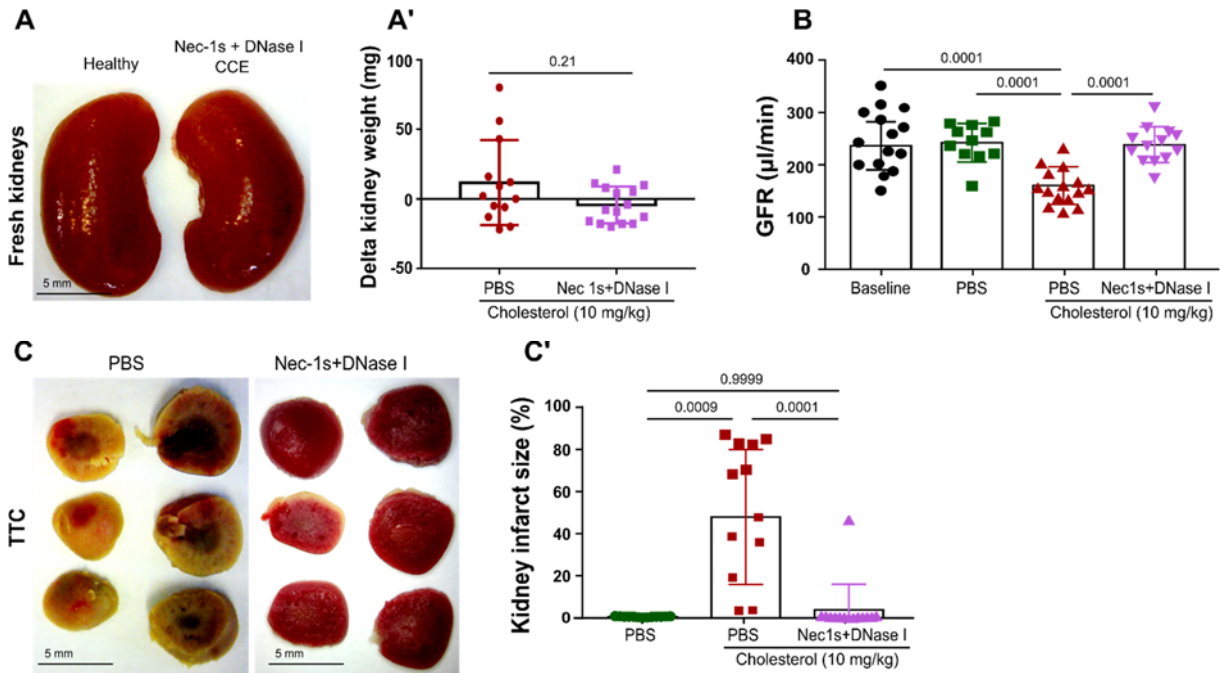 A
Healthy
Nec-1s + DNase I
CCE
Fresh kidneys
5 mm
A'
Delta kidney weight (mg)
100
50
0
-50
0.21
PBS
Nec 1s+DNase I
Cholesterol (10 mg/kg)
B
GFR (µl/min)
400
300
200
100
0
0.0001
0.0001
0.0001
Baseline
PBS
PBS
Nec1s+DNase I
Cholesterol (10 mg/kg)
C
PBS
Nec-1s+DNase I
TTC
5 mm
5 mm
C'
Kidney infarct size (%)
100
80
60
40
20
0
0.9999
0.0009
0.0001
PBS
PBS
Nec1s+DNase I
Cholesterol (10 mg/kg)